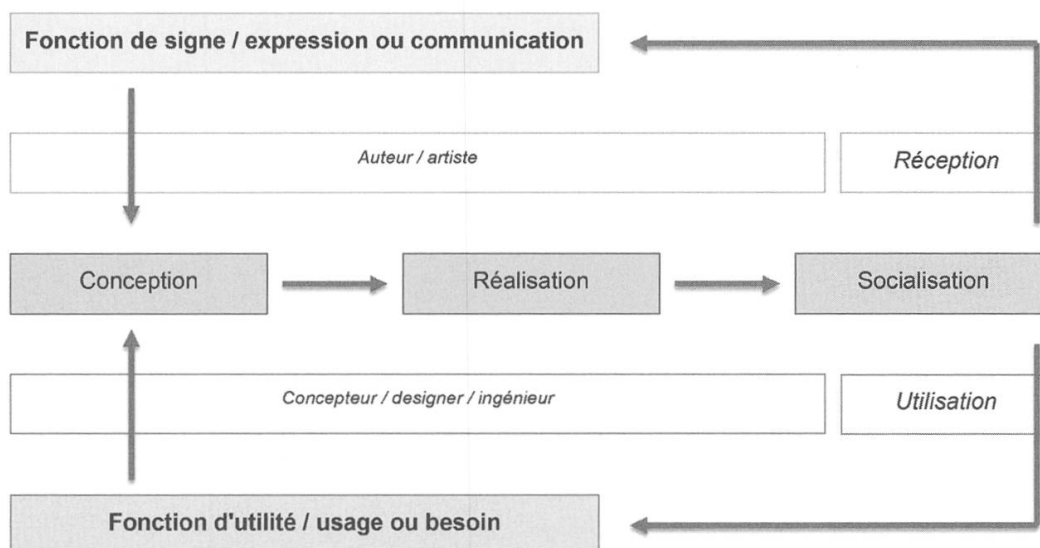 Fonction de signe / expression ou communication
Auteur / artiste
Réception
Conception
Réalisation
Socialisation
Concepteur / designer / ingénieur
Utilisation
Fonction d'utilité / usage ou besoin